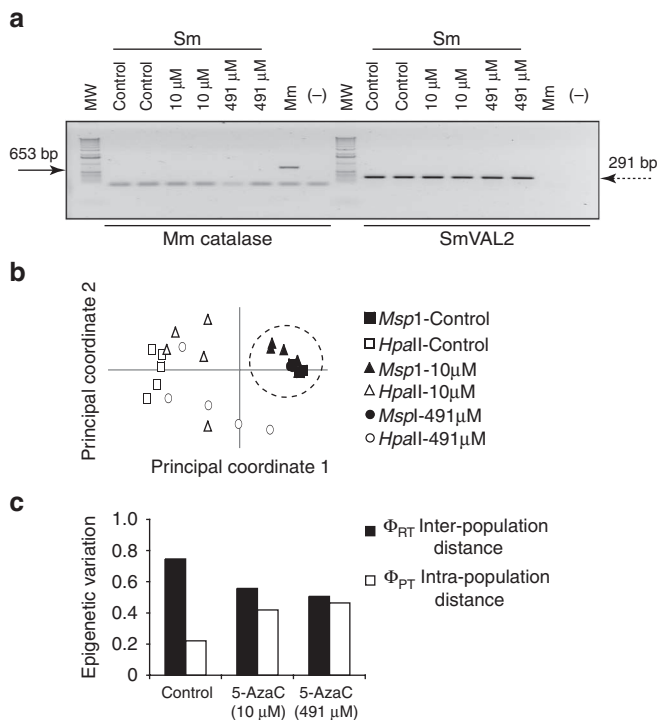 a
Sm
Sm
MW
Control
Control
10 µM
10 µM
491 µM
491 µM
Mm
(–)
MW
Control
Control
10 µM
10 µM
491 µM
491 µM
Mm
(–)
653 bp
291 bp
Mm catalase
SmVAL2
b
Principal coordinate 2
Principal coordinate 1
Msp1-Control
HpaII-Control
Msp1-10µM
HpaII-10µM
MspI-491µM
HpaII-491µM
c
Epigenetic variation
1.0
0.8
0.6
0.4
0.2
0
Control
5-AzaC
(10 µM)
5-AzaC
(491 µM)
ΦRT Inter-population
distance
ΦPT Intra-population
distance